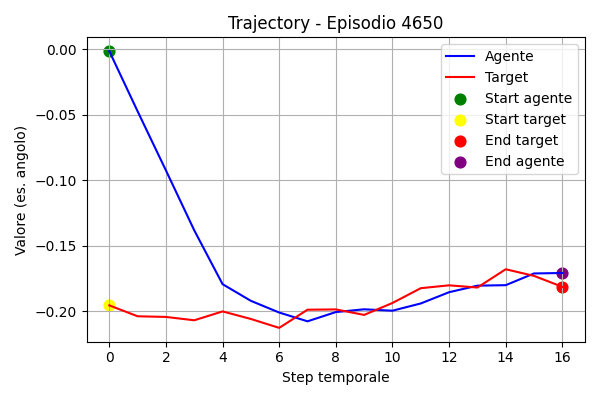 Trajectory - Episodio 4650
Valore (es. angolo)
0.00
−0.05
−0.10
−0.15
−0.20
Agente
Target
Start agente
Start target
End target
End agente
0 2 4 6 8 10 12 14 16
Step temporale